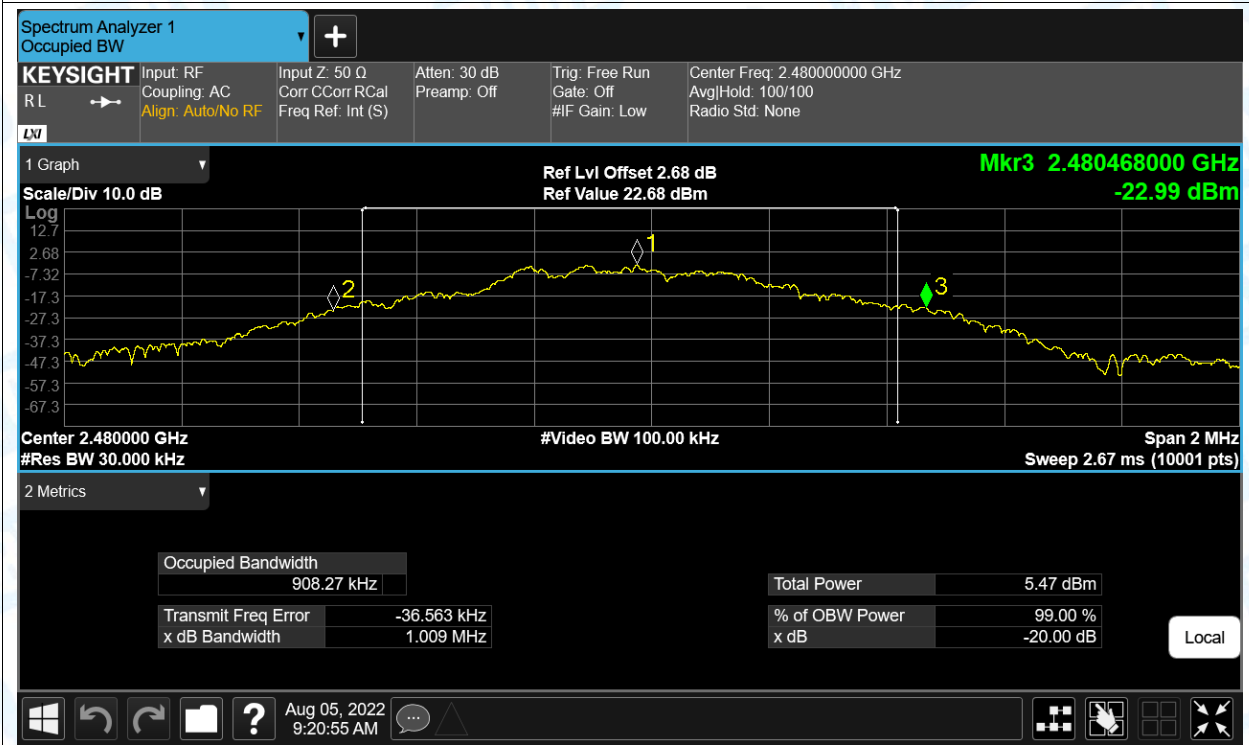 Spectrum Analyzer 1
Occupied BW
KEYSIGHT
R L
LXI
Input: RF
Coupling: AC
Align: Auto/No RF
Input Z: 50 Ω
Corr CCorr RCal
Freq Ref: Int (S)
Atten: 30 dB
Preamp: Off
Trig: Free Run
Gate: Off
#IF Gain: Low
Center Freq: 2.480000000 GHz
Avg|Hold: 100/100
Radio Std: None
1 Graph
Scale/Div 10.0 dB
Ref Lvl Offset 2.68 dB
Ref Value 22.68 dBm
Mkr3 2.480468000 GHz
-22.99 dBm
Log
12.7
2.68
-7.32
-17.3
-27.3
-37.3
-47.3
-57.3
-67.3
1
2
3
Center 2.480000 GHz
#Res BW 30.000 kHz
#Video BW 100.00 kHz
Span 2 MHz
Sweep 2.67 ms (10001 pts)
2 Metrics
Occupied Bandwidth
908.27 kHz
Transmit Freq Error -36.563 kHz
x dB Bandwidth 1.009 MHz
Total Power 5.47 dBm
% of OBW Power 99.00 %
x dB -20.00 dB
Local
?
Aug 05, 2022
9:20:55 AM